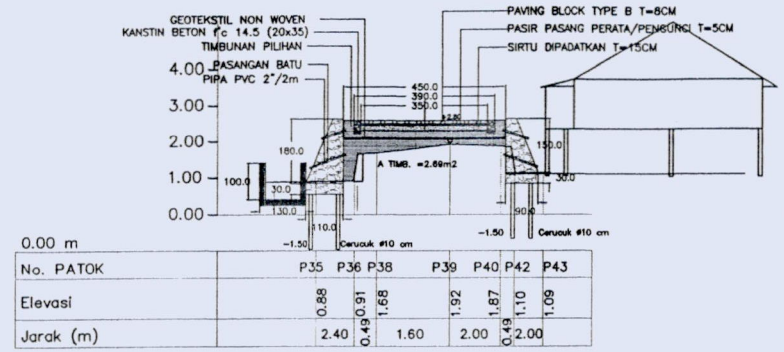 GEOTEKSTIL NON WOVEN
KANSTIN BETON f'c 14.5 (20x35)
TIMBUNAN PILIHAN
PASANGAN BATU
PIPA PVC 2"/2m
PAVING BLOCK TYPE B T=8CM
PASIR PASANG PERATA/PENGUNCI T=5CM
SIRTU DIPADATKAN T=15CM
4.00
3.00
2.00
1.00
0.00
450.0
390.0
350.0
+2.60
180.0
150.0
A TIMB. =2.69m2
100.0
30.0
130.0
110.0
30.0
90.0
-1.50
Cerucuk ø10 cm
-1.50
Cerucuk ø10 cm
0.00 m
No. PATOK P35 P36 P38 P39 P40 P42 P43
Elevasi 0.88 0.91 1.68 1.92 1.87 1.10 1.09
Jarak (m) 2.40 0.49 1.60 2.00 0.49 2.00